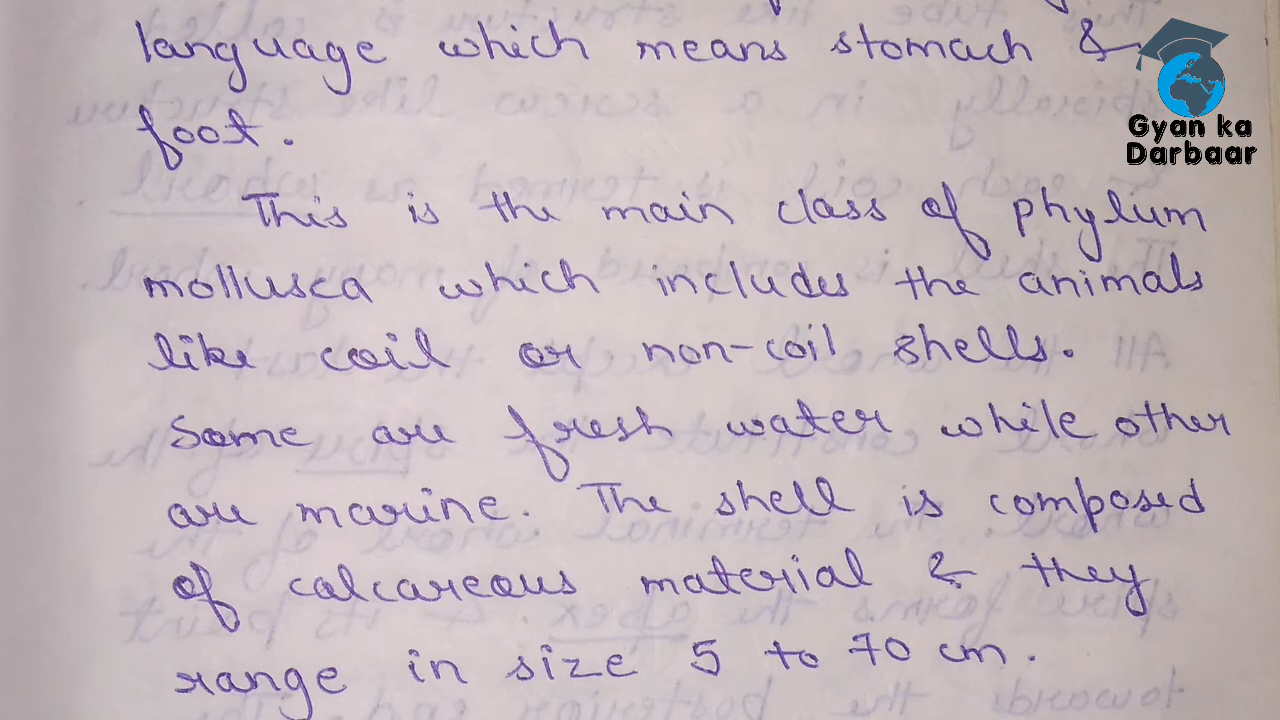 language which means stomach &
foot.
This is the main class of phylum
mollusca which includes the animals
like coil or non-coil shells.
Some are fresh water while other
are marine. The shell is composed
of calcareous material & they
range in size 5 to 70 cm.
Gyan ka
Darbaar